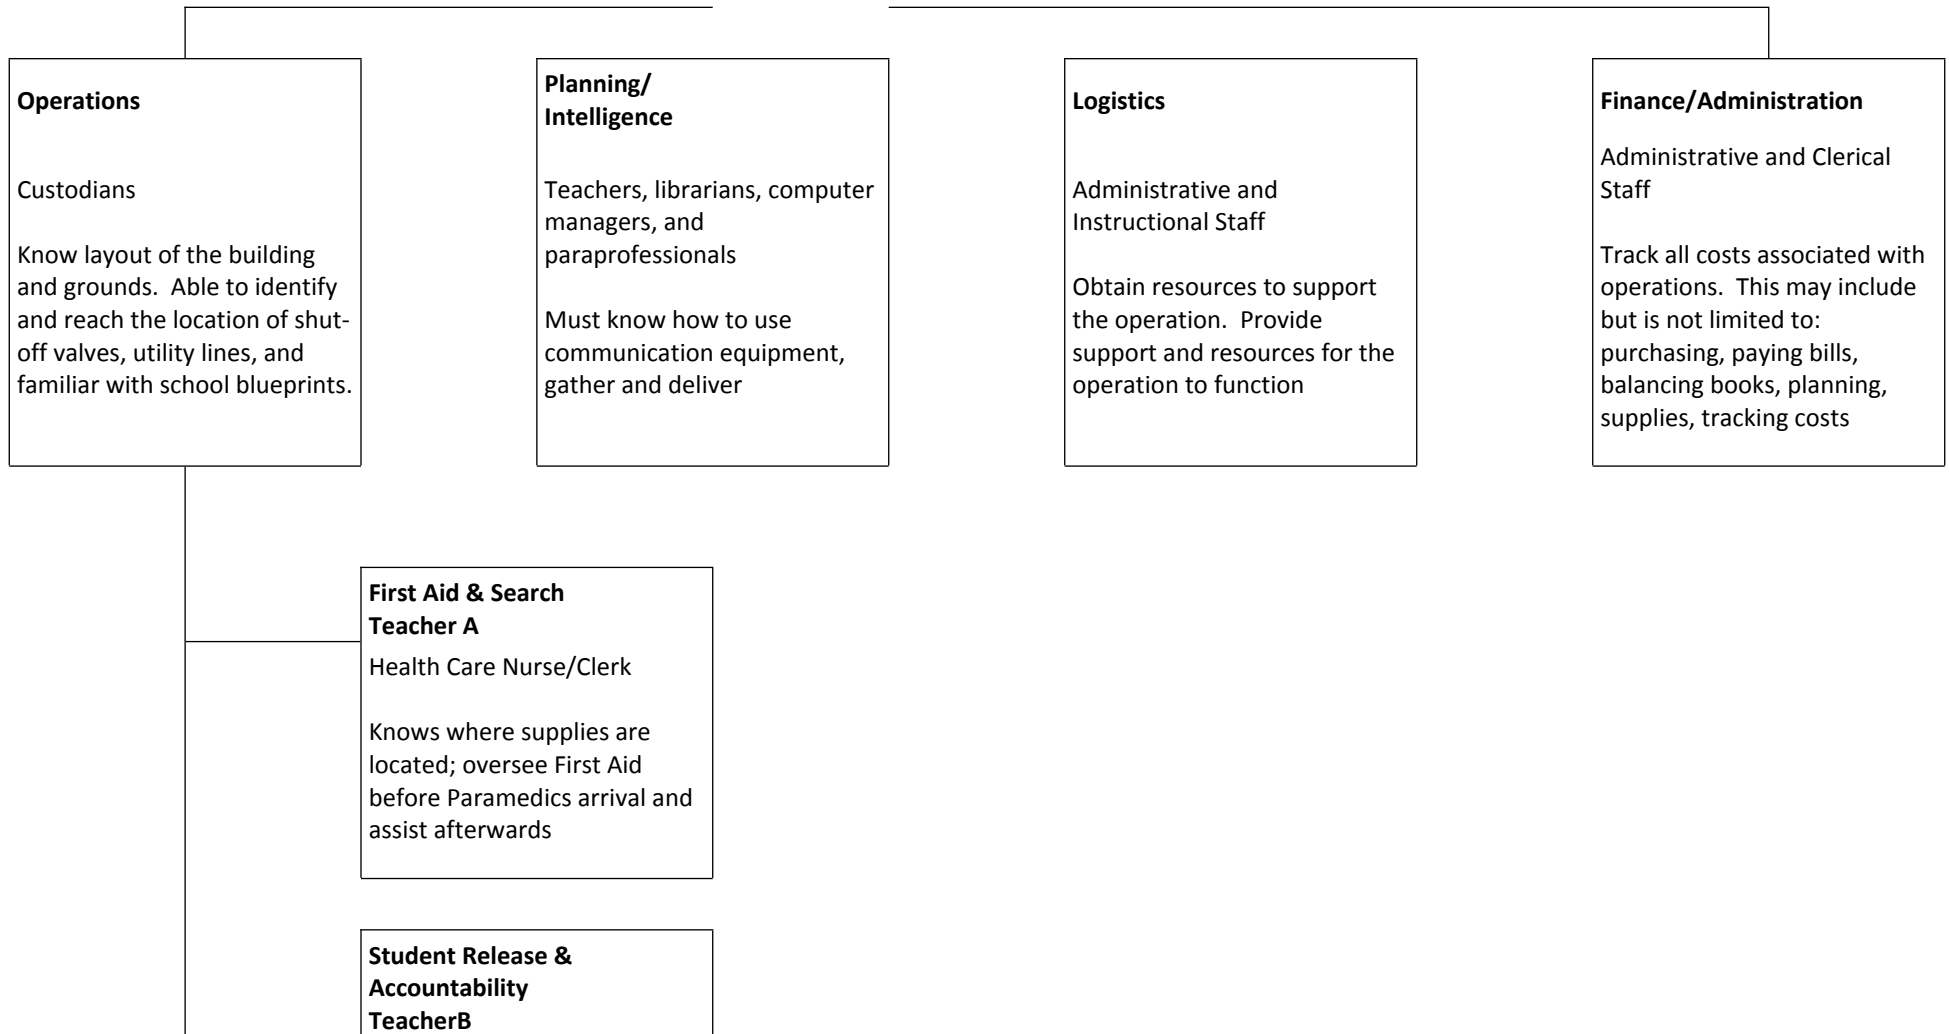 Operations
Custodians
Know layout of the building
and grounds.  Able to identify
and reach the location of shut-
off valves, utility lines, and
familiar with school blueprints.
Planning/
Intelligence
Teachers, librarians, computer
managers, and
paraprofessionals
Must know how to use
communication equipment,
gather and deliver
Logistics
Administrative and
Instructional Staff
Obtain resources to support
the operation.  Provide
support and resources for the
operation to function
Finance/Administration
Administrative and Clerical
Staff
Track all costs associated with
operations.  This may include
but is not limited to:
purchasing, paying bills,
balancing books, planning,
supplies, tracking costs
First Aid & Search
Teacher A
Health Care Nurse/Clerk
Knows where supplies are
located; oversee First Aid
before Paramedics arrival and
assist afterwards
Student Release &
Accountability
TeacherB